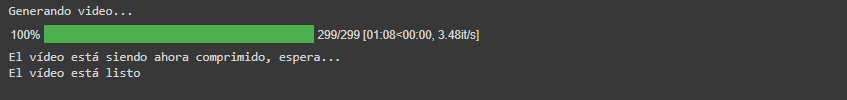 Generando video...
100% 299/299 [01:08<00:00, 3.48it/s]
El vídeo está siendo ahora comprimido, espera...
El vídeo está listo